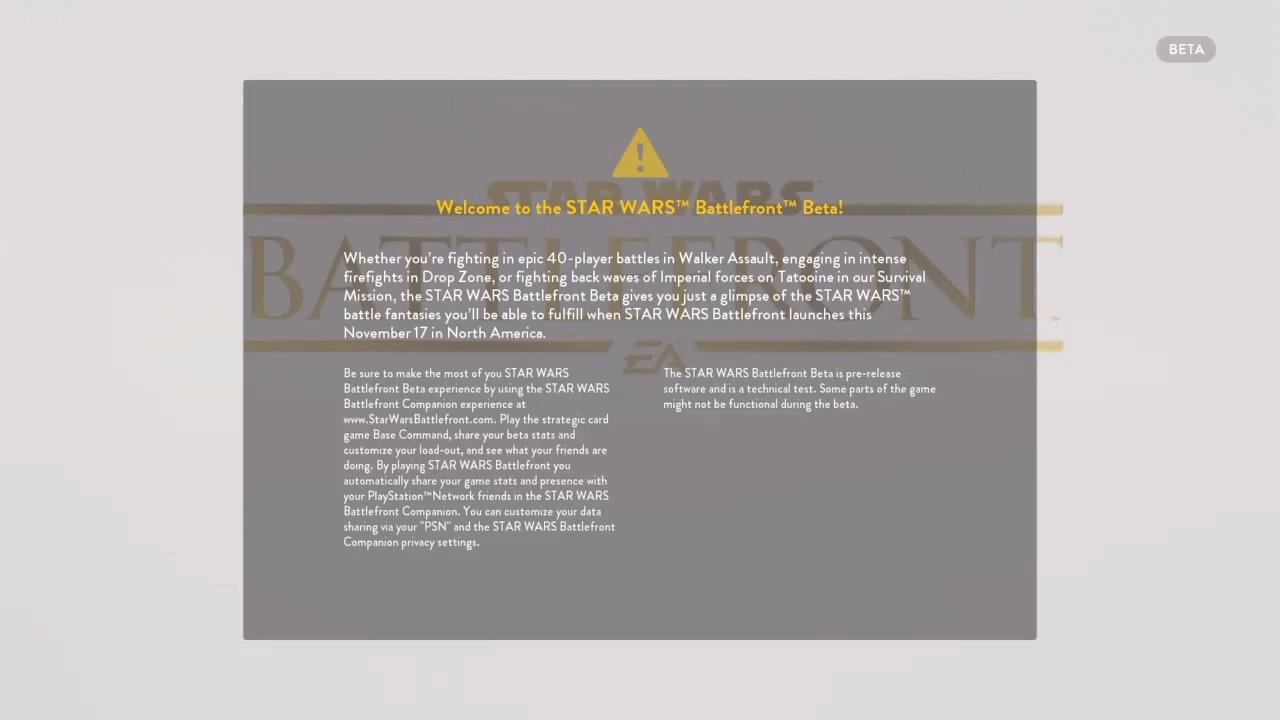 BETA
STAR WARS™
Welcome to the STAR WARS™ Battlefront™ Beta!
BATTLEFRONT™
Whether you're fighting in epic 40-player battles in Walker Assault, engaging in intense
firefights in Drop Zone, or fighting back waves of Imperial forces on Tatooine in our Survival
Mission, the STAR WARS Battlefront Beta gives you just a glimpse of the STAR WARS™
battle fantasies you'll be able to fulfill when STAR WARS Battlefront launches this
November 17 in North America.
EA
Be sure to make the most of you STAR WARS
Battlefront Beta experience by using the STAR WARS
Battlefront Companion experience at
www.StarWarsBattlefront.com. Play the strategic card
game Base Command, share your beta stats and
customize your load-out, and see what your friends are
doing. By playing STAR WARS Battlefront you
automatically share your game stats and presence with
your PlayStation™Network friends in the STAR WARS
Battlefront Companion. You can customize your data
sharing via your "PSN" and the STAR WARS Battlefront
Companion privacy settings.
The STAR WARS Battlefront Beta is pre-release
software and is a technical test. Some parts of the game
might not be functional during the beta.